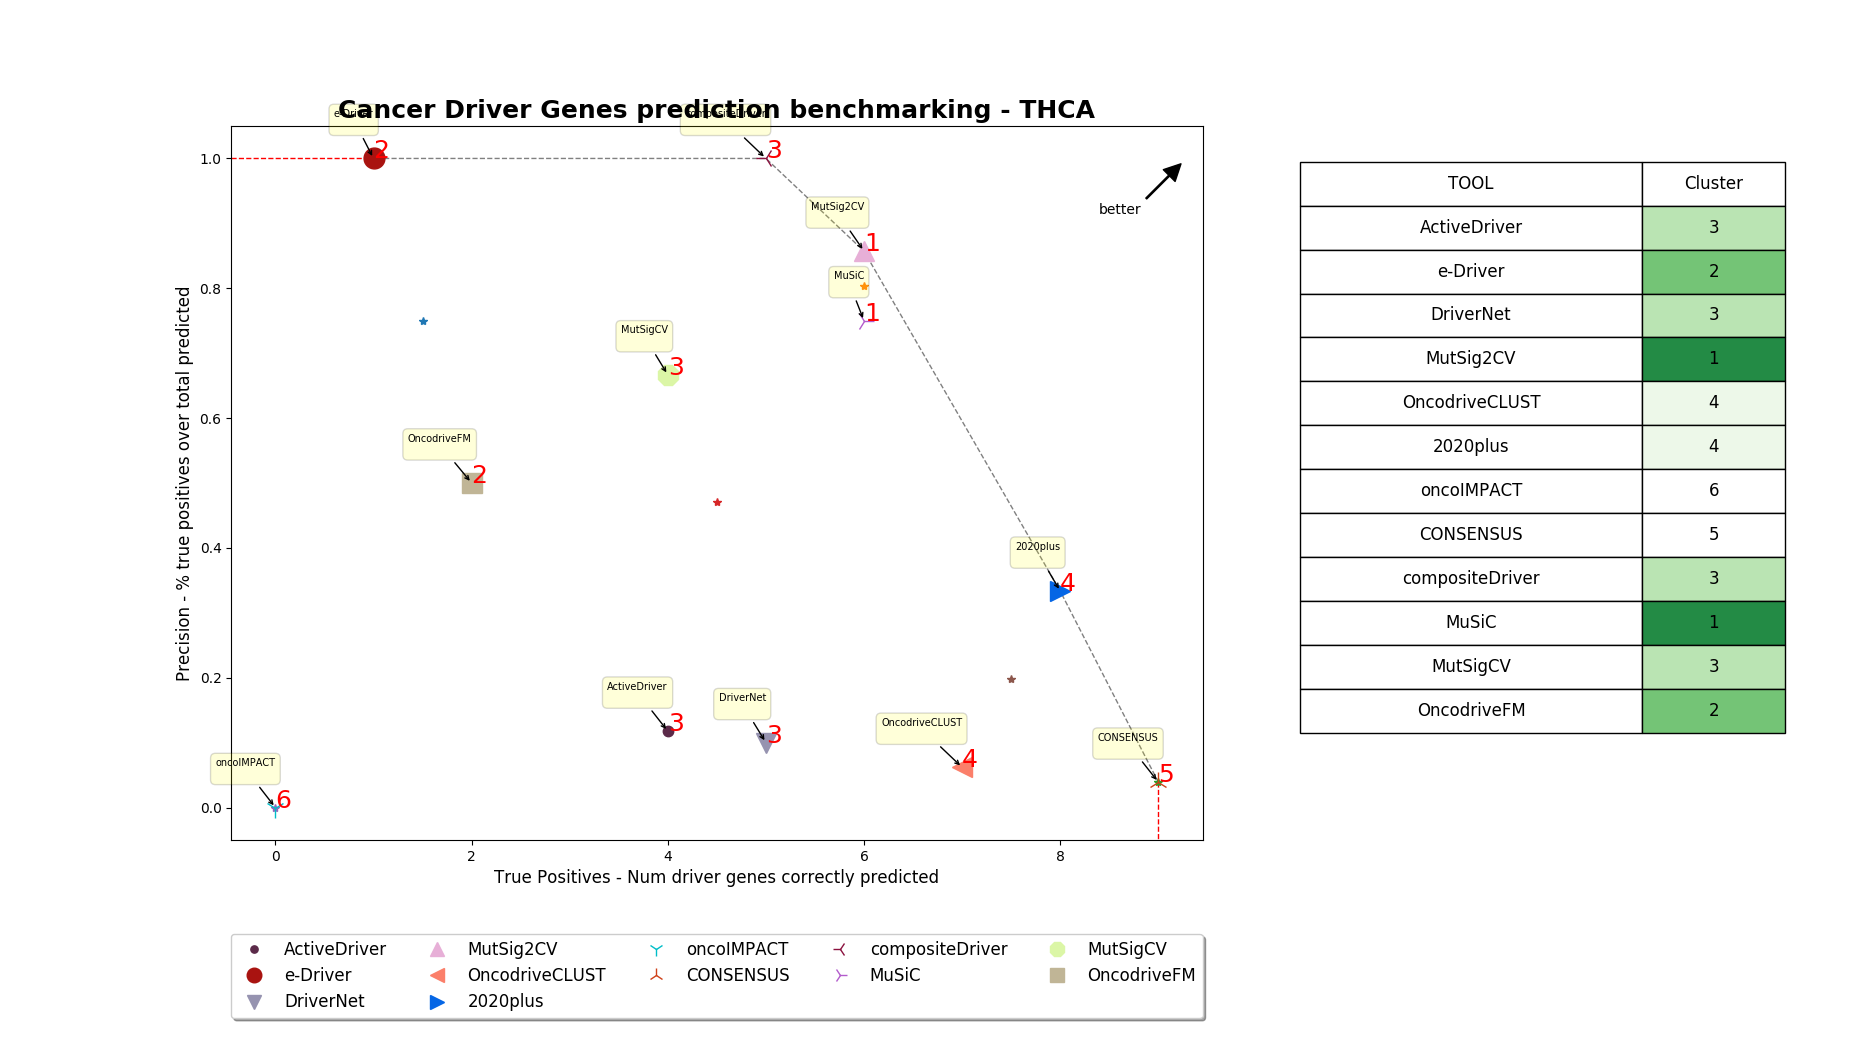 Cancer Driver Genes prediction benchmarking - THCA
e-Driver
compositeDriver
2
3
1.0
better
MutSig2CV
1
MuSiC
1
0.8
MutSigCV
3
0.6
OncodriveFM
2
0.4
2020plus
4
0.2
ActiveDriver
3
DriverNet
3
OncodriveCLUST
4
CONSENSUS
5
oncoIMPACT
6
0.0
Precision - % true positives over total predicted
0 2 4 6 8
True Positives - Num driver genes correctly predicted
TOOL Cluster
ActiveDriver 3
e-Driver 2
DriverNet 3
MutSig2CV 1
OncodriveCLUST 4
2020plus 4
oncoIMPACT 6
CONSENSUS 5
compositeDriver 3
MuSiC 1
MutSigCV 3
OncodriveFM 2
ActiveDriver MutSig2CV oncoIMPACT compositeDriver MutSigCV
e-Driver OncodriveCLUST CONSENSUS MuSiC OncodriveFM
DriverNet 2020plus